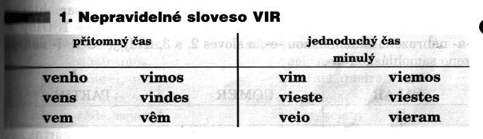 1. Nepravidelné sloveso VIR
přítomný čas jednoduchý čas
minulý
venho vimos vim viemos
vens vindes vieste viestes
vem vêm veio vieram